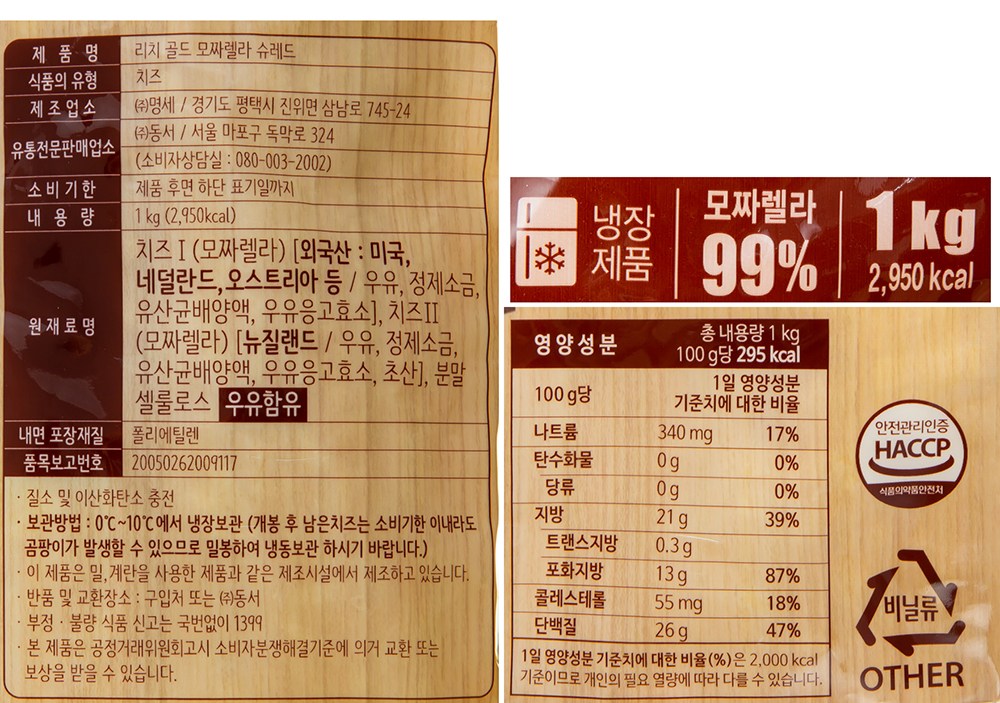 제 품 명 리치 골드 모짜렐라 슈레드
식품의 유형 치즈
제조업소 ㈜명세 / 경기도 평택시 진위면 삼남로 745-24
유통전문판매업소 ㈜동서 / 서울 마포구 독막로 324
(소비자상담실 : 080-003-2002)
소비기한 제품 후면 하단 표기일까지
내 용 량 1 kg (2,950kcal)
원재료명 치즈Ⅰ(모짜렐라) [외국산 : 미국,
네덜란드,오스트리아 등 / 우유, 정제소금,
유산균배양액, 우유응고효소], 치즈Ⅱ
(모짜렐라) [뉴질랜드 / 우유, 정제소금,
유산균배양액, 우유응고효소, 초산], 분말
셀룰로스 우유함유
내면 포장재질 폴리에틸렌
품목보고번호 20050262009117
· 질소 및 이산화탄소 충전
· 보관방법 : 0℃~10℃에서 냉장보관 (개봉 후 남은치즈는 소비기한 이내라도
곰팡이가 발생할 수 있으므로 밀봉하여 냉동보관 하시기 바랍니다.)
· 이 제품은 밀,계란을 사용한 제품과 같은 제조시설에서 제조하고 있습니다.
· 반품 및 교환장소 : 구입처 또는 ㈜동서
· 부정 · 불량 식품 신고는 국번없이 1399
· 본 제품은 공정거래위원회고시 소비자분쟁해결기준에 의거 교환 또는
보상을 받을 수 있습니다.
냉장
제품
모짜렐라
99%
1 kg
2,950 kcal
영양성분
총 내용량 1 kg
100 g당 295 kcal
100 g당
1일 영양성분
기준치에 대한 비율
나트륨 340 mg 17%
탄수화물 0 g 0%
당류 0 g 0%
지방 21 g 39%
트랜스지방 0.3 g
포화지방 13 g 87%
콜레스테롤 55 mg 18%
단백질 26 g 47%
1일 영양성분 기준치에 대한 비율(%)은 2,000 kcal
기준이므로 개인의 필요 열량에 따라 다를 수 있습니다.
안전관리인증
HACCP
식품의약품안전처
비닐류
OTHER